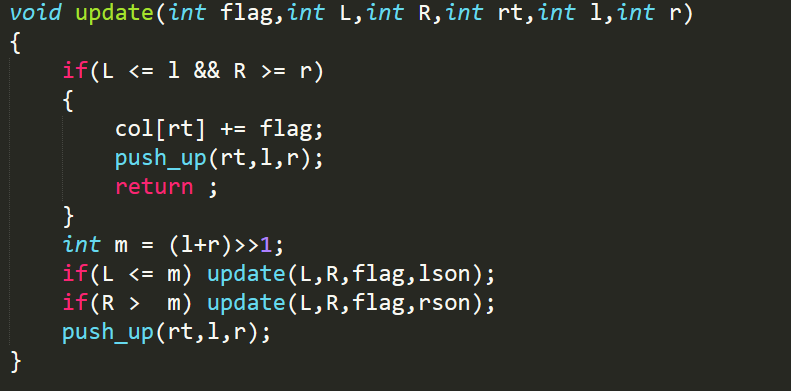 void update(int flag,int L,int R,int rt,int l,int r)
{
    if(L <= l && R >= r)
    {
        col[rt] += flag;
        push_up(rt,l,r);
        return ;
    }
    int m = (l+r)>>1;
    if(L <= m) update(L,R,flag,lson);
    if(R >  m) update(L,R,flag,rson);
    push_up(rt,l,r);
}